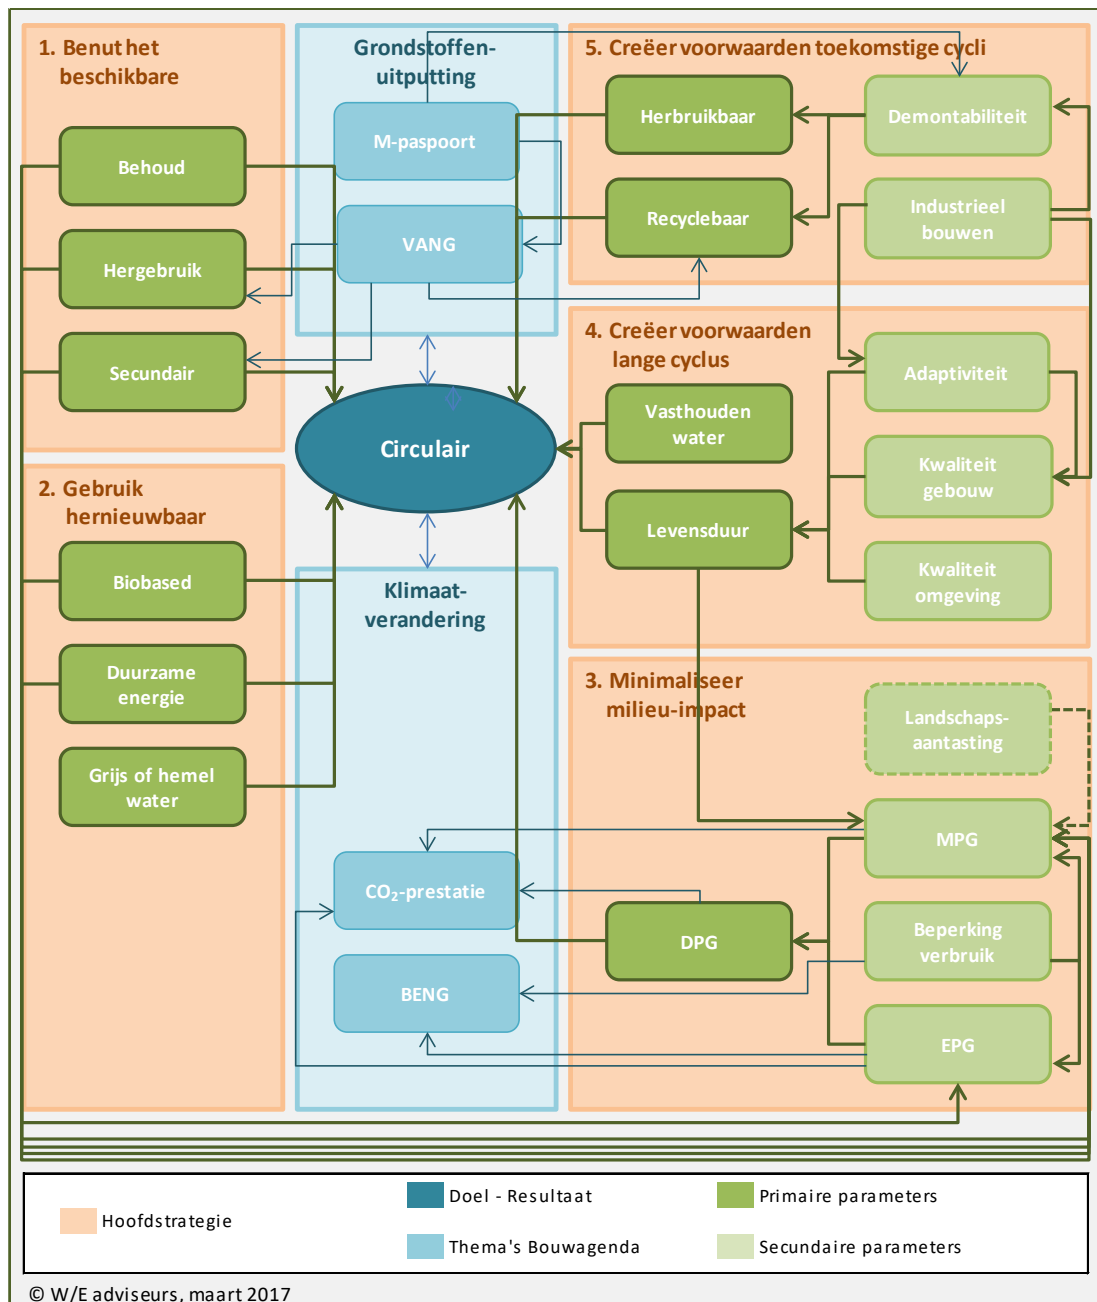 1. Benut het
beschikbare
Behoud
Hergebruik
Secundair
2. Gebruik
hernieuwbaar
Biobased
Duurzame
energie
Grijs of hemel
water
Grondstoffen-
uitputting
M-paspoort
VANG
Circulair
Klimaat-
verandering
CO₂-prestatie
BENG
5. Creëer voorwaarden toekomstige cycli
Herbruikbaar
Demontabiliteit
Recyclebaar
Industrieel
bouwen
4. Creëer voorwaarden
lange cyclus
Vasthouden
water
Levensduur
Adaptiviteit
Kwaliteit
gebouw
Kwaliteit
omgeving
3. Minimaliseer
milieu-impact
Landschaps-
aantasting
MPG
DPG
Beperking
verbruik
EPG
Hoofdstrategie
Doel - Resultaat
Thema's Bouwagenda
Primaire parameters
Secundaire parameters
© W/E adviseurs, maart 2017